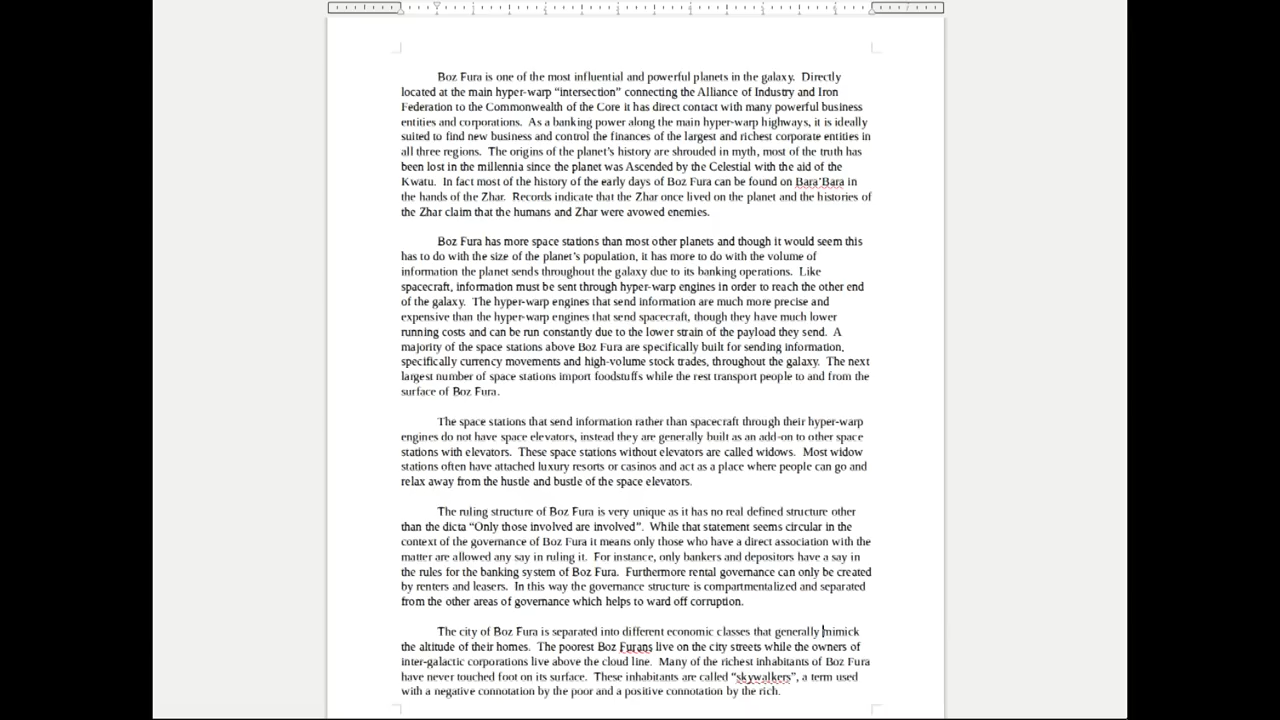 Boz Fura is one of the most influential and powerful planets in the galaxy.  Directly
located at the main hyper-warp “intersection” connecting the Alliance of Industry and Iron
Federation to the Commonwealth of the Core it has direct contact with many powerful business
entities and corporations.  As a banking power along the main hyper-warp highways, it is ideally
suited to find new business and control the finances of the largest and richest corporate entities in
all three regions.  The origins of the planet’s history are shrouded in myth, most of the truth has
been lost in the millennia since the planet was Ascended by the Celestial with the aid of the
Kwatu.  In fact most of the history of the early days of Boz Fura can be found on Bara’Bara in
the hands of the Zhar.  Records indicate that the Zhar once lived on the planet and the histories of
the Zhar claim that the humans and Zhar were avowed enemies.
Boz Fura has more space stations than most other planets and though it would seem this
has to do with the size of the planet’s population, it has more to do with the volume of
information the planet sends throughout the galaxy due to its banking operations.  Like
spacecraft, information must be sent through hyper-warp engines in order to reach the other end
of the galaxy.  The hyper-warp engines that send information are much more precise and
expensive than the hyper-warp engines that send spacecraft, though they have much lower
running costs and can be run constantly due to the lower strain of the payload they send.  A
majority of the space stations above Boz Fura are specifically built for sending information,
specifically currency movements and high-volume stock trades, throughout the galaxy.  The next
largest number of space stations import foodstuffs while the rest transport people to and from the
surface of Boz Fura.
The space stations that send information rather than spacecraft through their hyper-warp
engines do not have space elevators, instead they are generally built as an add-on to other space
stations with elevators.  These space stations without elevators are called widows.  Most widow
stations often have attached luxury resorts or casinos and act as a place where people can go and
relax away from the hustle and bustle of the space elevators.
The ruling structure of Boz Fura is very unique as it has no real defined structure other
than the dicta “Only those involved are involved”.  While that statement seems circular in the
context of the governance of Boz Fura it means only those who have a direct association with the
matter are allowed any say in ruling it.  For instance, only bankers and depositors have a say in
the rules for the banking system of Boz Fura.  Furthermore rental governance can only be created
by renters and leasers.  In this way the governance structure is compartmentalized and separated
from the other areas of governance which helps to ward off corruption.
The city of Boz Fura is separated into different economic classes that generally mimick
the altitude of their homes.  The poorest Boz Furans live on the city streets while the owners of
inter-galactic corporations live above the cloud line.  Many of the richest inhabitants of Boz Fura
have never touched foot on its surface.  These inhabitants are called “skywalkers”, a term used
with a negative connotation by the poor and a positive connotation by the rich.